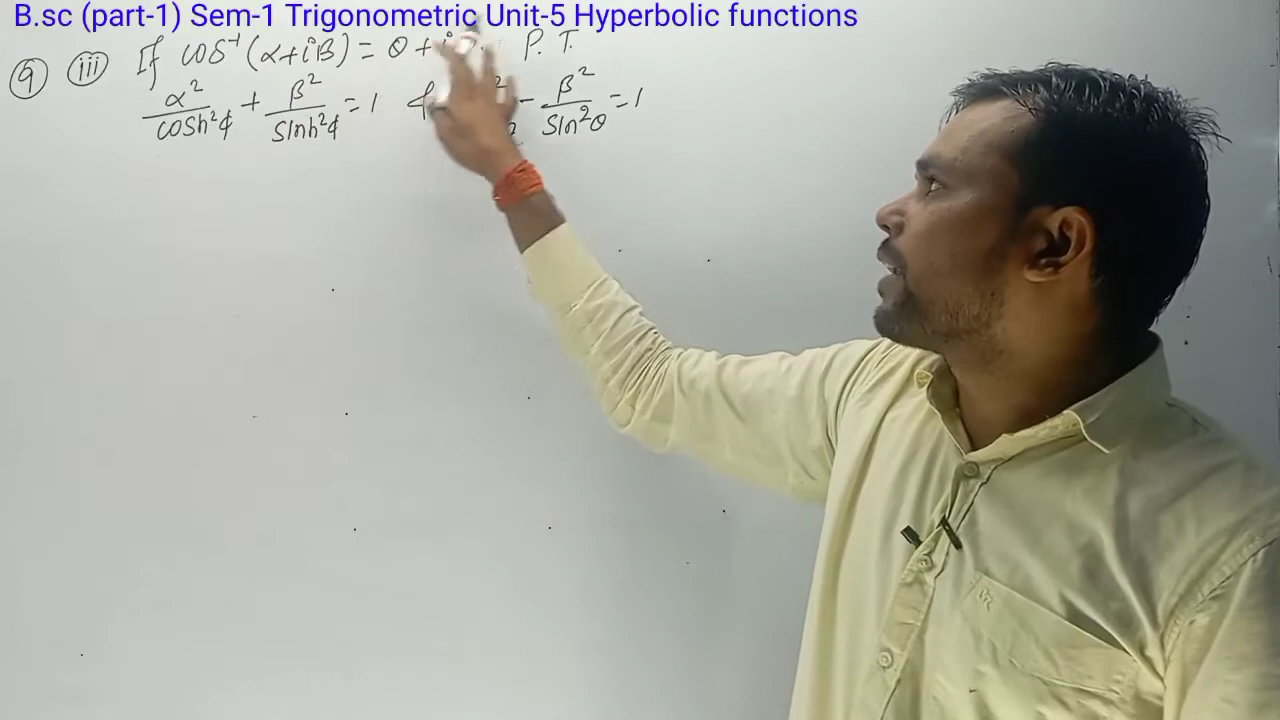 B.sc (part-1) Sem-1 Trigonometric Unit-5 Hyperbolic functions
9 iii If cos⁻¹(α+iβ) = θ+i P.T.
α²/cosh²ϕ + β²/sinh²ϕ = 1 & ² - β²/sin²θ = 1